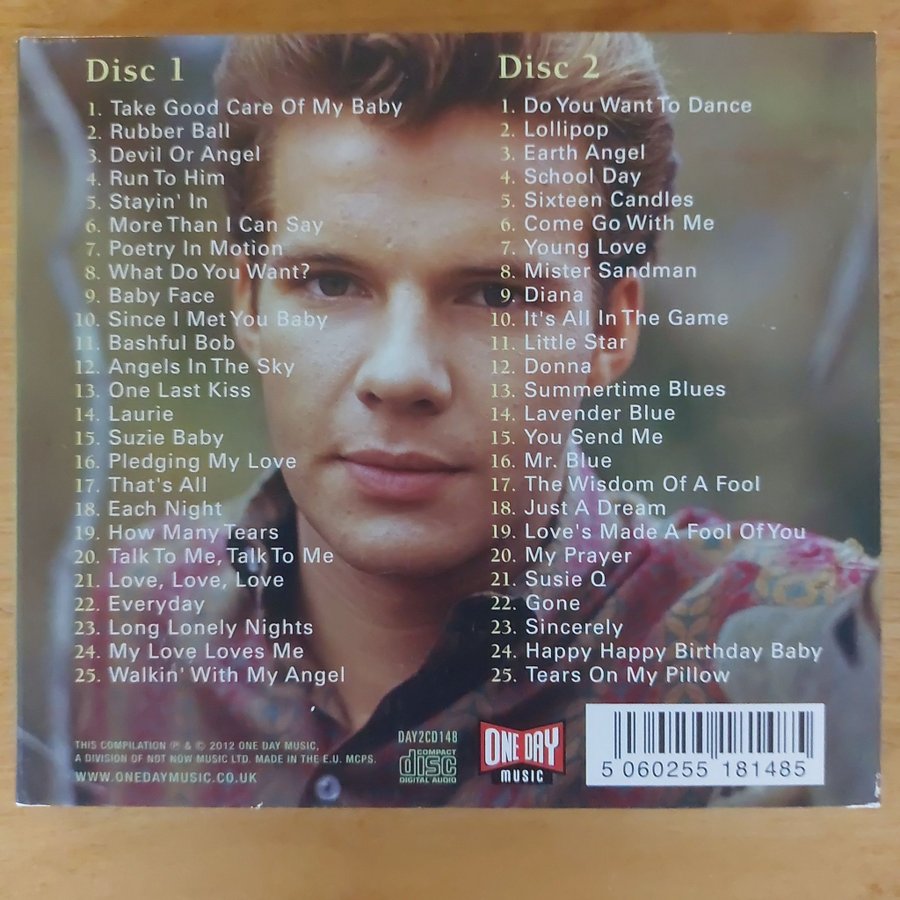 Disc 1
1. Take Good Care Of My Baby
2. Rubber Ball
3. Devil Or Angel
4. Run To Him
5. Stayin' In
6. More Than I Can Say
7. Poetry In Motion
8. What Do You Want?
9. Baby Face
10. Since I Met You Baby
11. Bashful Bob
12. Angels In The Sky
13. One Last Kiss
14. Laurie
15. Suzie Baby
16. Pledging My Love
17. That's All
18. Each Night
19. How Many Tears
20. Talk To Me, Talk To Me
21. Love, Love, Love
22. Everyday
23. Long Lonely Nights
24. My Love Loves Me
25. Walkin' With My Angel
Disc 2
1. Do You Want To Dance
2. Lollipop
3. Earth Angel
4. School Day
5. Sixteen Candles
6. Come Go With Me
7. Young Love
8. Mister Sandman
9. Diana
10. It's All In The Game
11. Little Star
12. Donna
13. Summertime Blues
14. Lavender Blue
15. You Send Me
16. Mr. Blue
17. The Wisdom Of A Fool
18. Just A Dream
19. Love's Made A Fool Of You
20. My Prayer
21. Susie Q
22. Gone
23. Sincerely
24. Happy Happy Birthday Baby
25. Tears On My Pillow
THIS COMPILATION ℗ & © 2012 ONE DAY MUSIC,
A DIVISION OF NOT NOW MUSIC LTD. MADE IN THE E.U. MCPS.
WWW.ONEDAYMUSIC.CO.UK
DAY2CD148
COMPACT
disc
DIGITAL AUDIO
ONE DAY
MUSIC
5 060255 181485